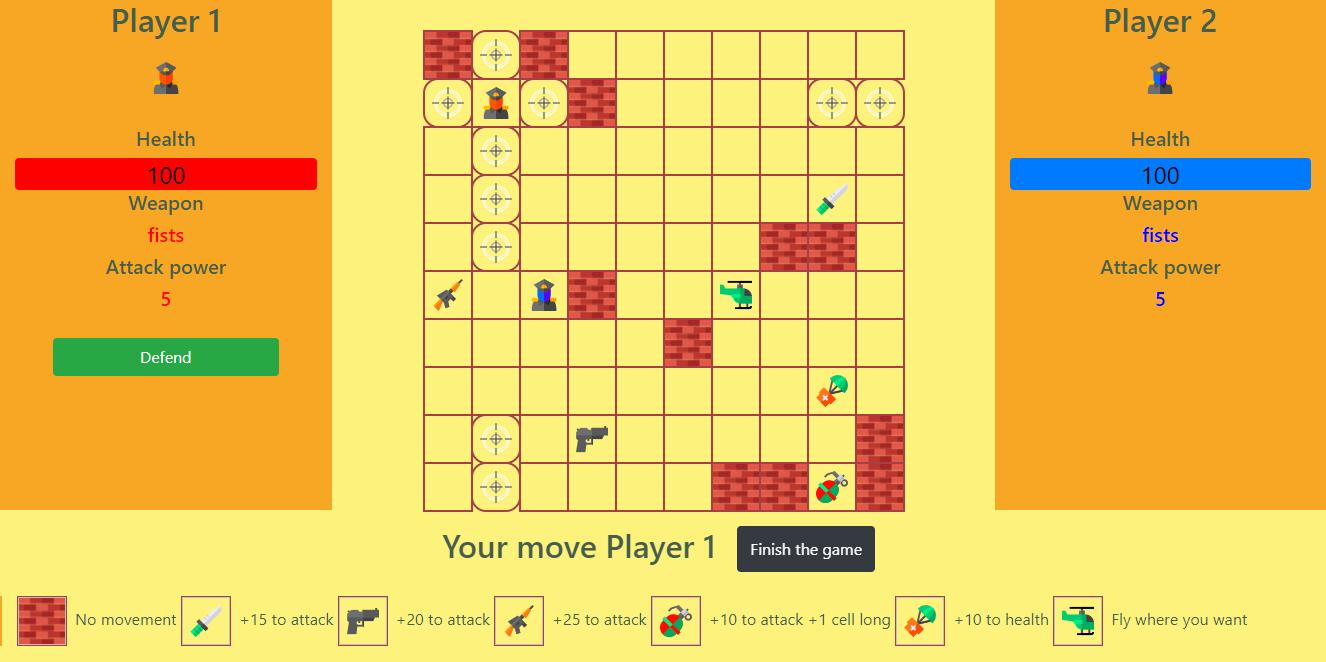 Player 1
Health
100
Weapon
fists
Attack power
5
Defend
Player 2
Health
100
Weapon
fists
Attack power
5
Your move Player 1
Finish the game
No movement
+15 to attack
+20 to attack
+25 to attack
+10 to attack +1 cell long
+10 to health
Fly where you want